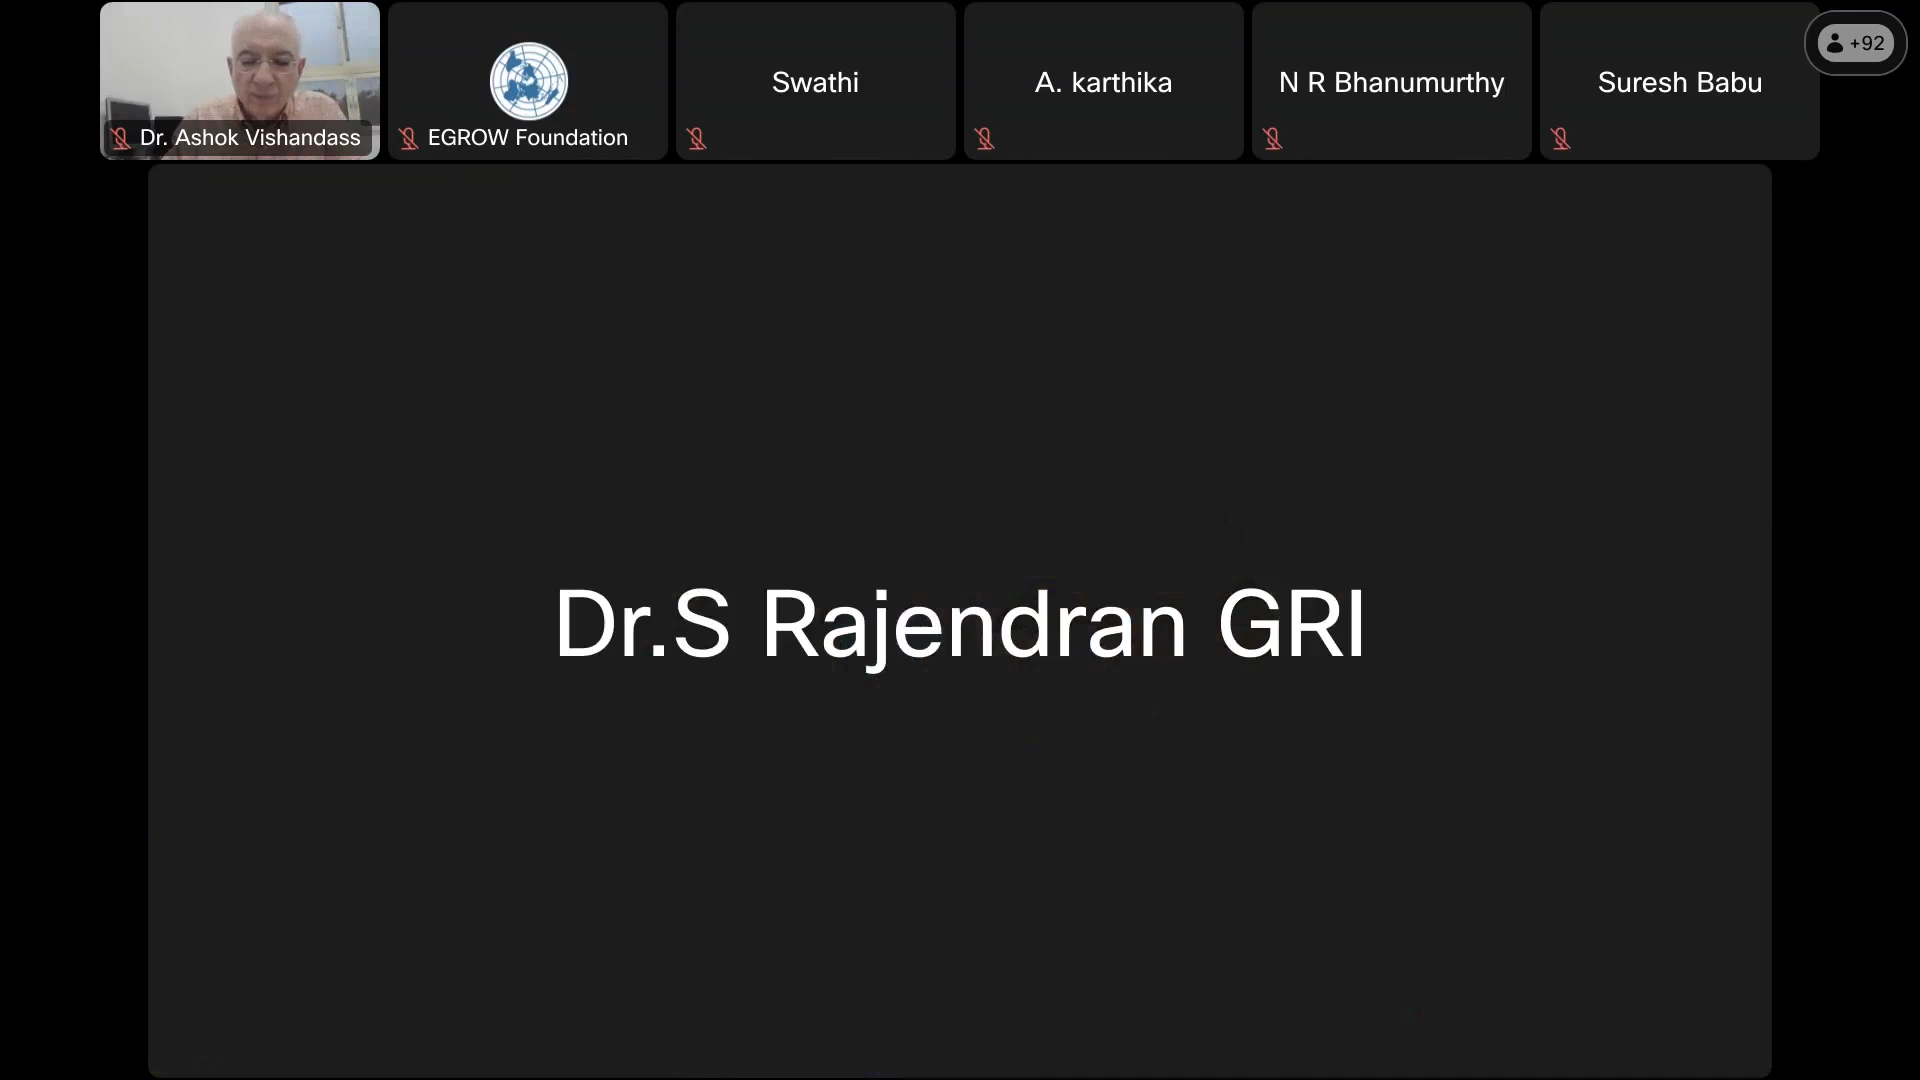 Dr. Ashok Vishandass
EGROW Foundation
Swathi
A. karthika
N R Bhanumurthy
Suresh Babu
+92
Dr.S Rajendran GRI